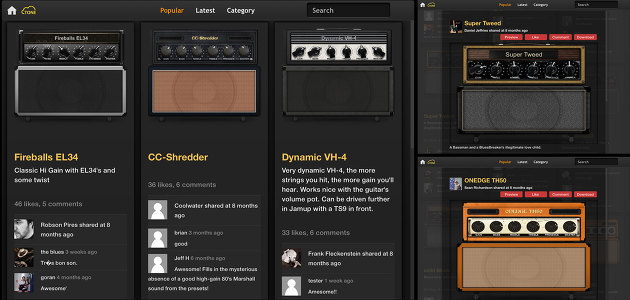 TONE
Popular
Latest
Category
Search
Fireballs EL34
Fireballs EL34
Classic Hi Gain with EL34's and
some twist
46 likes, 5 comments
Robson Pires shared at 8 months
ago
the blues 3 weeks ago
Tr�s bon son.
goran 4 months ago
Awesome'
CC-Shredder
CC-Shredder
36 likes, 6 comments
Coolwater shared at 8 months
ago
brian 3 months ago
good
Jeff H 6 months ago
Awesome! Fills in the mysterious
absence of a good high-gain 80's Marshall
sound from the presets!
Dynamic VH-4
Dynamic VH-4
Very dynamic VH-4, the more
strings you hit, the more gain you'll
hear. Works nice with the guitar's
volume pot. Can be driven further
in Jamup with a TS9 in front.
33 likes, 6 comments
Frank Fleckenstein shared at 8
months ago
tester 1 week ago
Amesome!!
Popular
Latest
Category
Search
Super Tweed
Daniel Jeffries shared at 8 months ago
Preview
Like
Comment
Download
Super Tweed
A Bassman and a BluesBreaker's illegitimate love child.
Popular
Latest
Category
Search
ONEDGE TH50
Sean Richardson shared at 8 months ago
Preview
Like
Comment
Download
ONEDGE TH50